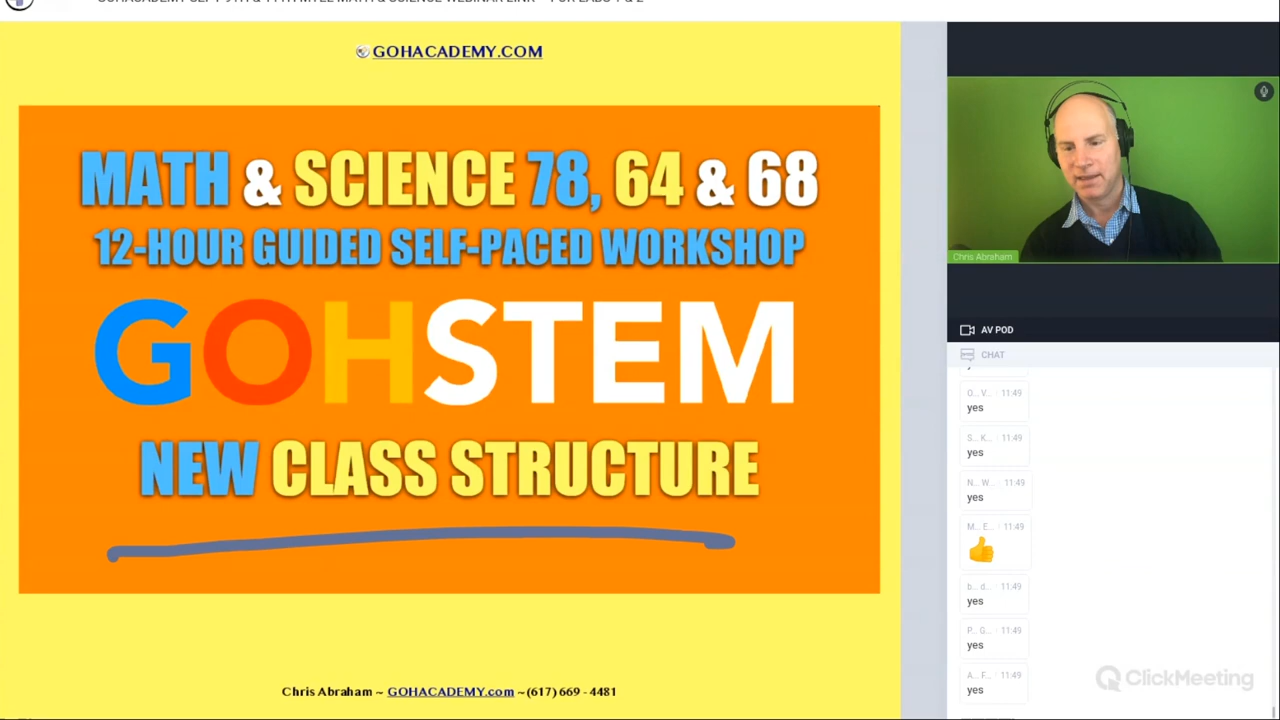 GOHACADEMY.COM
MATH & SCIENCE 78, 64 & 68
12-HOUR GUIDED SELF-PACED WORKSHOP
GOHSTEM
NEW CLASS STRUCTURE
Chris Abraham ~ GOHACADEMY.com ~ (617) 669 - 4481
Chris Abraham
AV POD
CHAT
O... V... 11:49
yes
S... K... 11:49
yes
N... W... 11:49
yes
M... E... 11:49
b... d... 11:49
yes
P... G... 11:49
yes
A... F... 11:49
yes
ClickMeeting